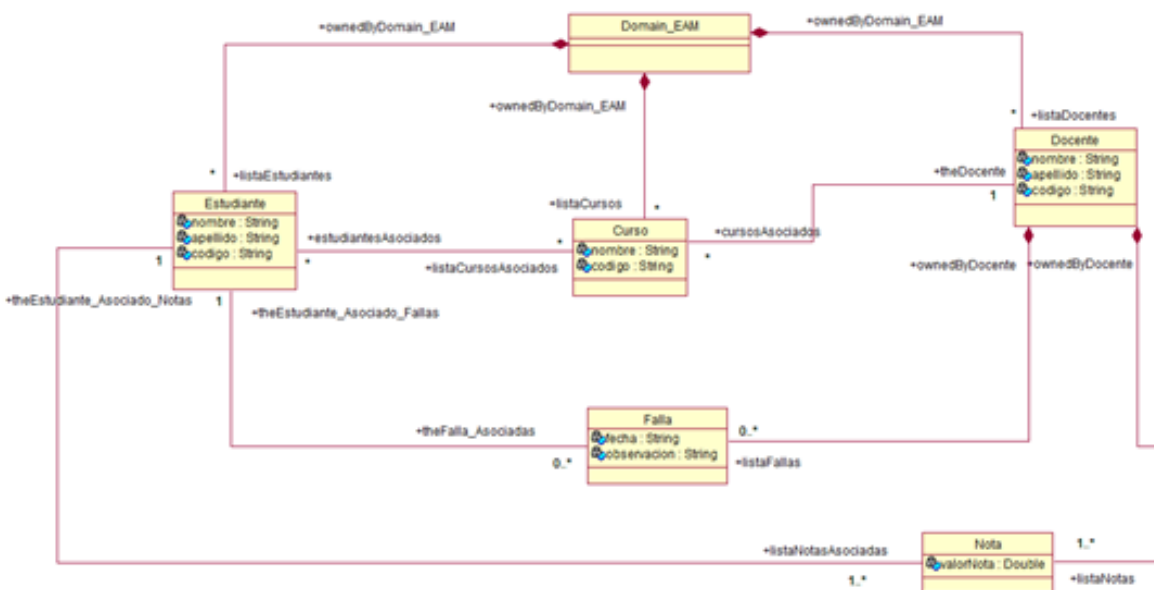 +ownedByDomain_EAM
Domain_EAM
+ownedByDomain_EAM
+ownedByDomain_EAM
*
+listaDocentes
Docente
nombre : String
apellido : String
codigo : String
*
+listaEstudiantes
+theDocente
1
Estudiante
nombre : String
apellido : String
codigo : String
+listaCursos
*
Curso
nombre : String
codigo : String
+estudiantesAsociados
*
*
+listaCursosAsociados
+cursosAsociados
*
1
+ownedByDocente
+ownedByDocente
+theEstudiante_Asociado_Notas
1
+theEstudiante_Asociado_Fallas
Falla
fecha : String
observacion : String
+theFalla_Asociadas
0..*
0..*
+listaFallas
Nota
valorNota : Double
+listaNotasAsociadas
1..*
1..*
+listaNotas